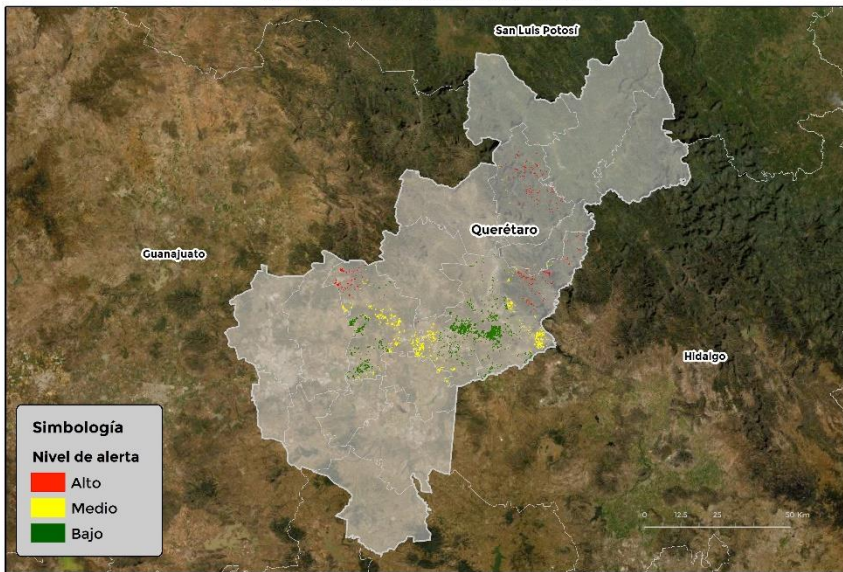 San Luis Potosí
Querétaro
Guanajuato
Hidalgo
Simbología
Nivel de alerta
Alto
Medio
Bajo
0 12.5 25 50 Km